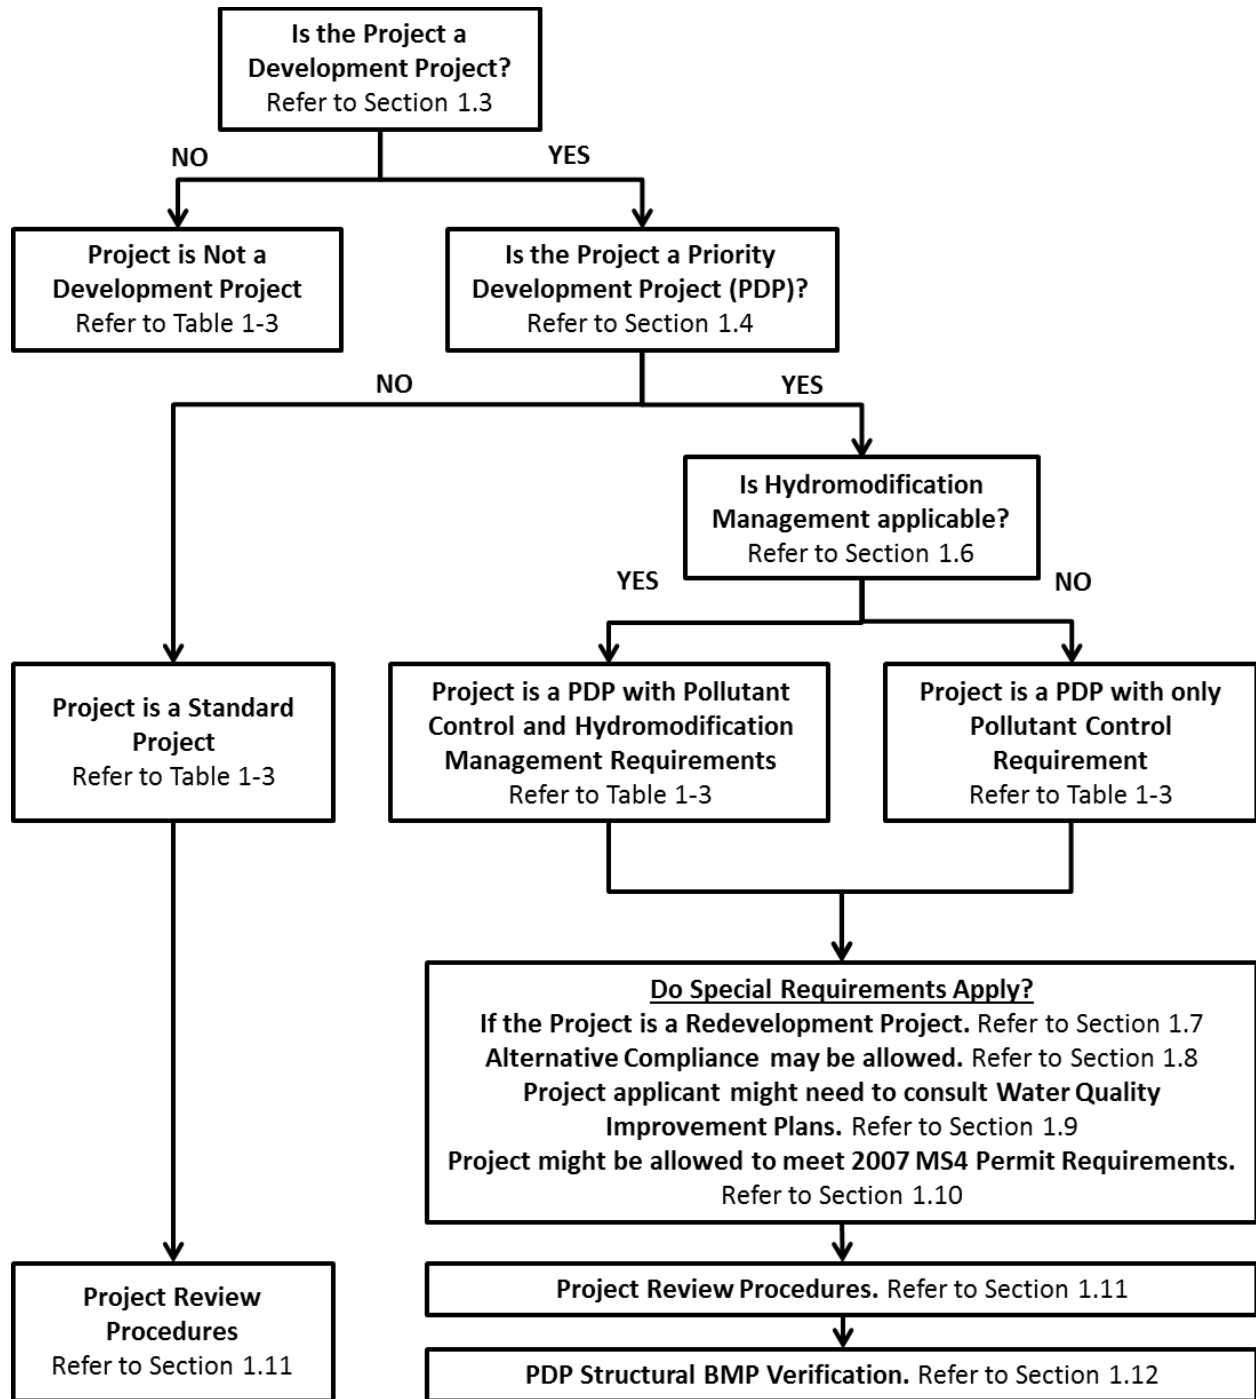 Is the Project a
Development Project?
Refer to Section 1.3
NO
YES
Project is Not a
Development Project
Refer to Table 1-3
Is the Project a Priority
Development Project (PDP)?
Refer to Section 1.4
NO
YES
Is Hydromodification
Management applicable?
Refer to Section 1.6
YES
NO
Project is a Standard
Project
Refer to Table 1-3
Project is a PDP with Pollutant
Control and Hydromodification
Management Requirements
Refer to Table 1-3
Project is a PDP with only
Pollutant Control
Requirement
Refer to Table 1-3
Do Special Requirements Apply?
If the Project is a Redevelopment Project. Refer to Section 1.7
Alternative Compliance may be allowed. Refer to Section 1.8
Project applicant might need to consult Water Quality
Improvement Plans. Refer to Section 1.9
Project might be allowed to meet 2007 MS4 Permit Requirements.
Refer to Section 1.10
Project Review
Procedures
Refer to Section 1.11
Project Review Procedures. Refer to Section 1.11
PDP Structural BMP Verification. Refer to Section 1.12